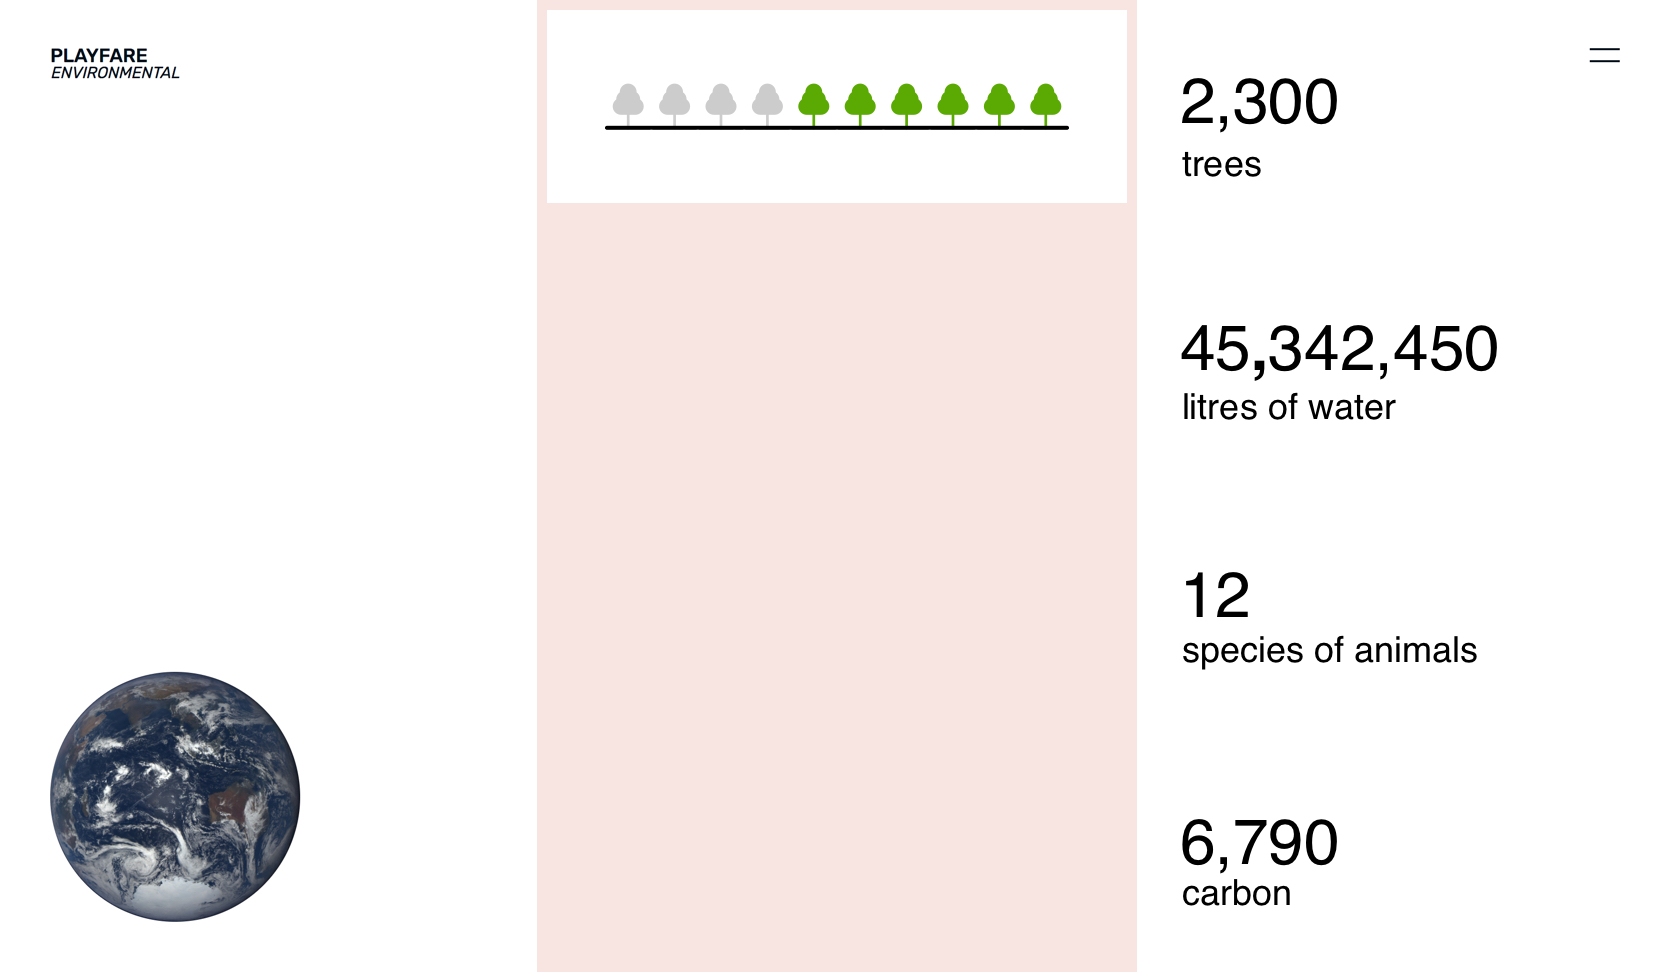 PLAYFARE
ENVIRONMENTAL
2,300
trees
45,342,450
litres of water
12
species of animals
6,790
carbon